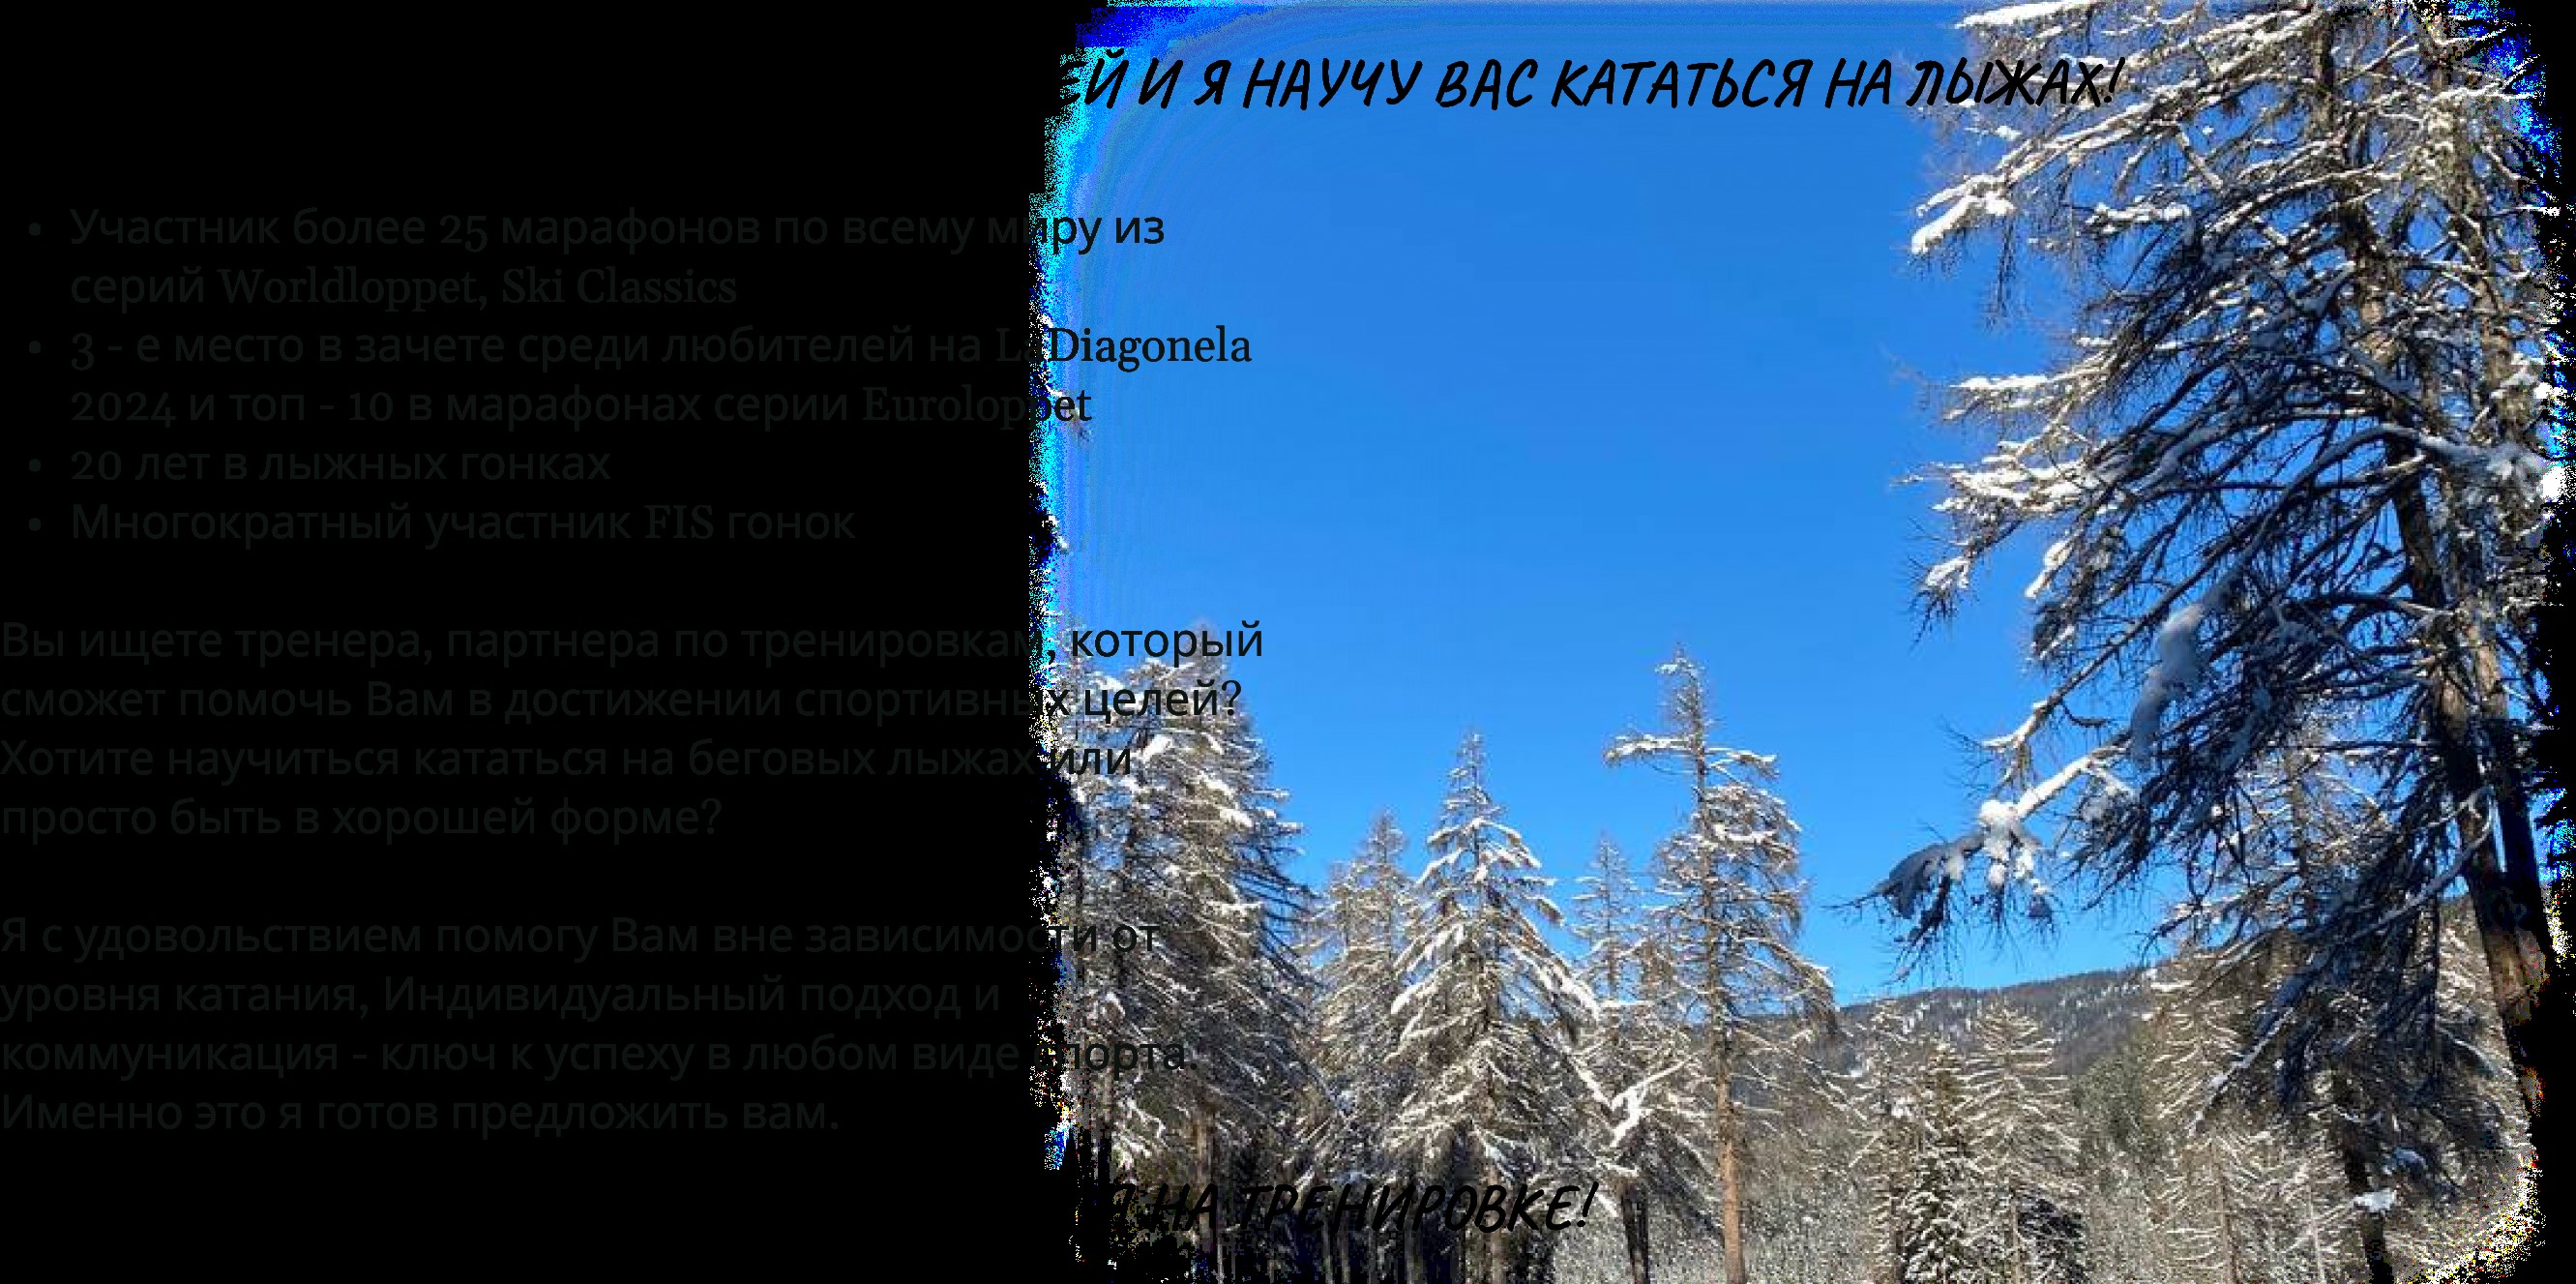 Й И Я НАУЧУ ВАС КАТАТЬСЯ НА ЛЫЖАХ!
• Участник более 25 марафонов по всему миру из
серий Worldloppet, Ski Classics
• 3 - е место в зачете среди любителей на La Diagonela
2024 и топ - 10 в марафонах серии Euroloppet
• 20 лет в лыжных гонках
• Многократный участник FIS гонок
Вы ищете тренера, партнера по тренировкам, который
сможет помочь Вам в достижении спортивных целей?
Хотите научиться кататься на беговых лыжах или
просто быть в хорошей форме?
Я с удовольствием помогу Вам вне зависимости от
уровня катания, Индивидуальный подход и
коммуникация - ключ к успеху в любом виде спорта.
Именно это я готов предложить вам.
НА ТРЕНИРОВКЕ!